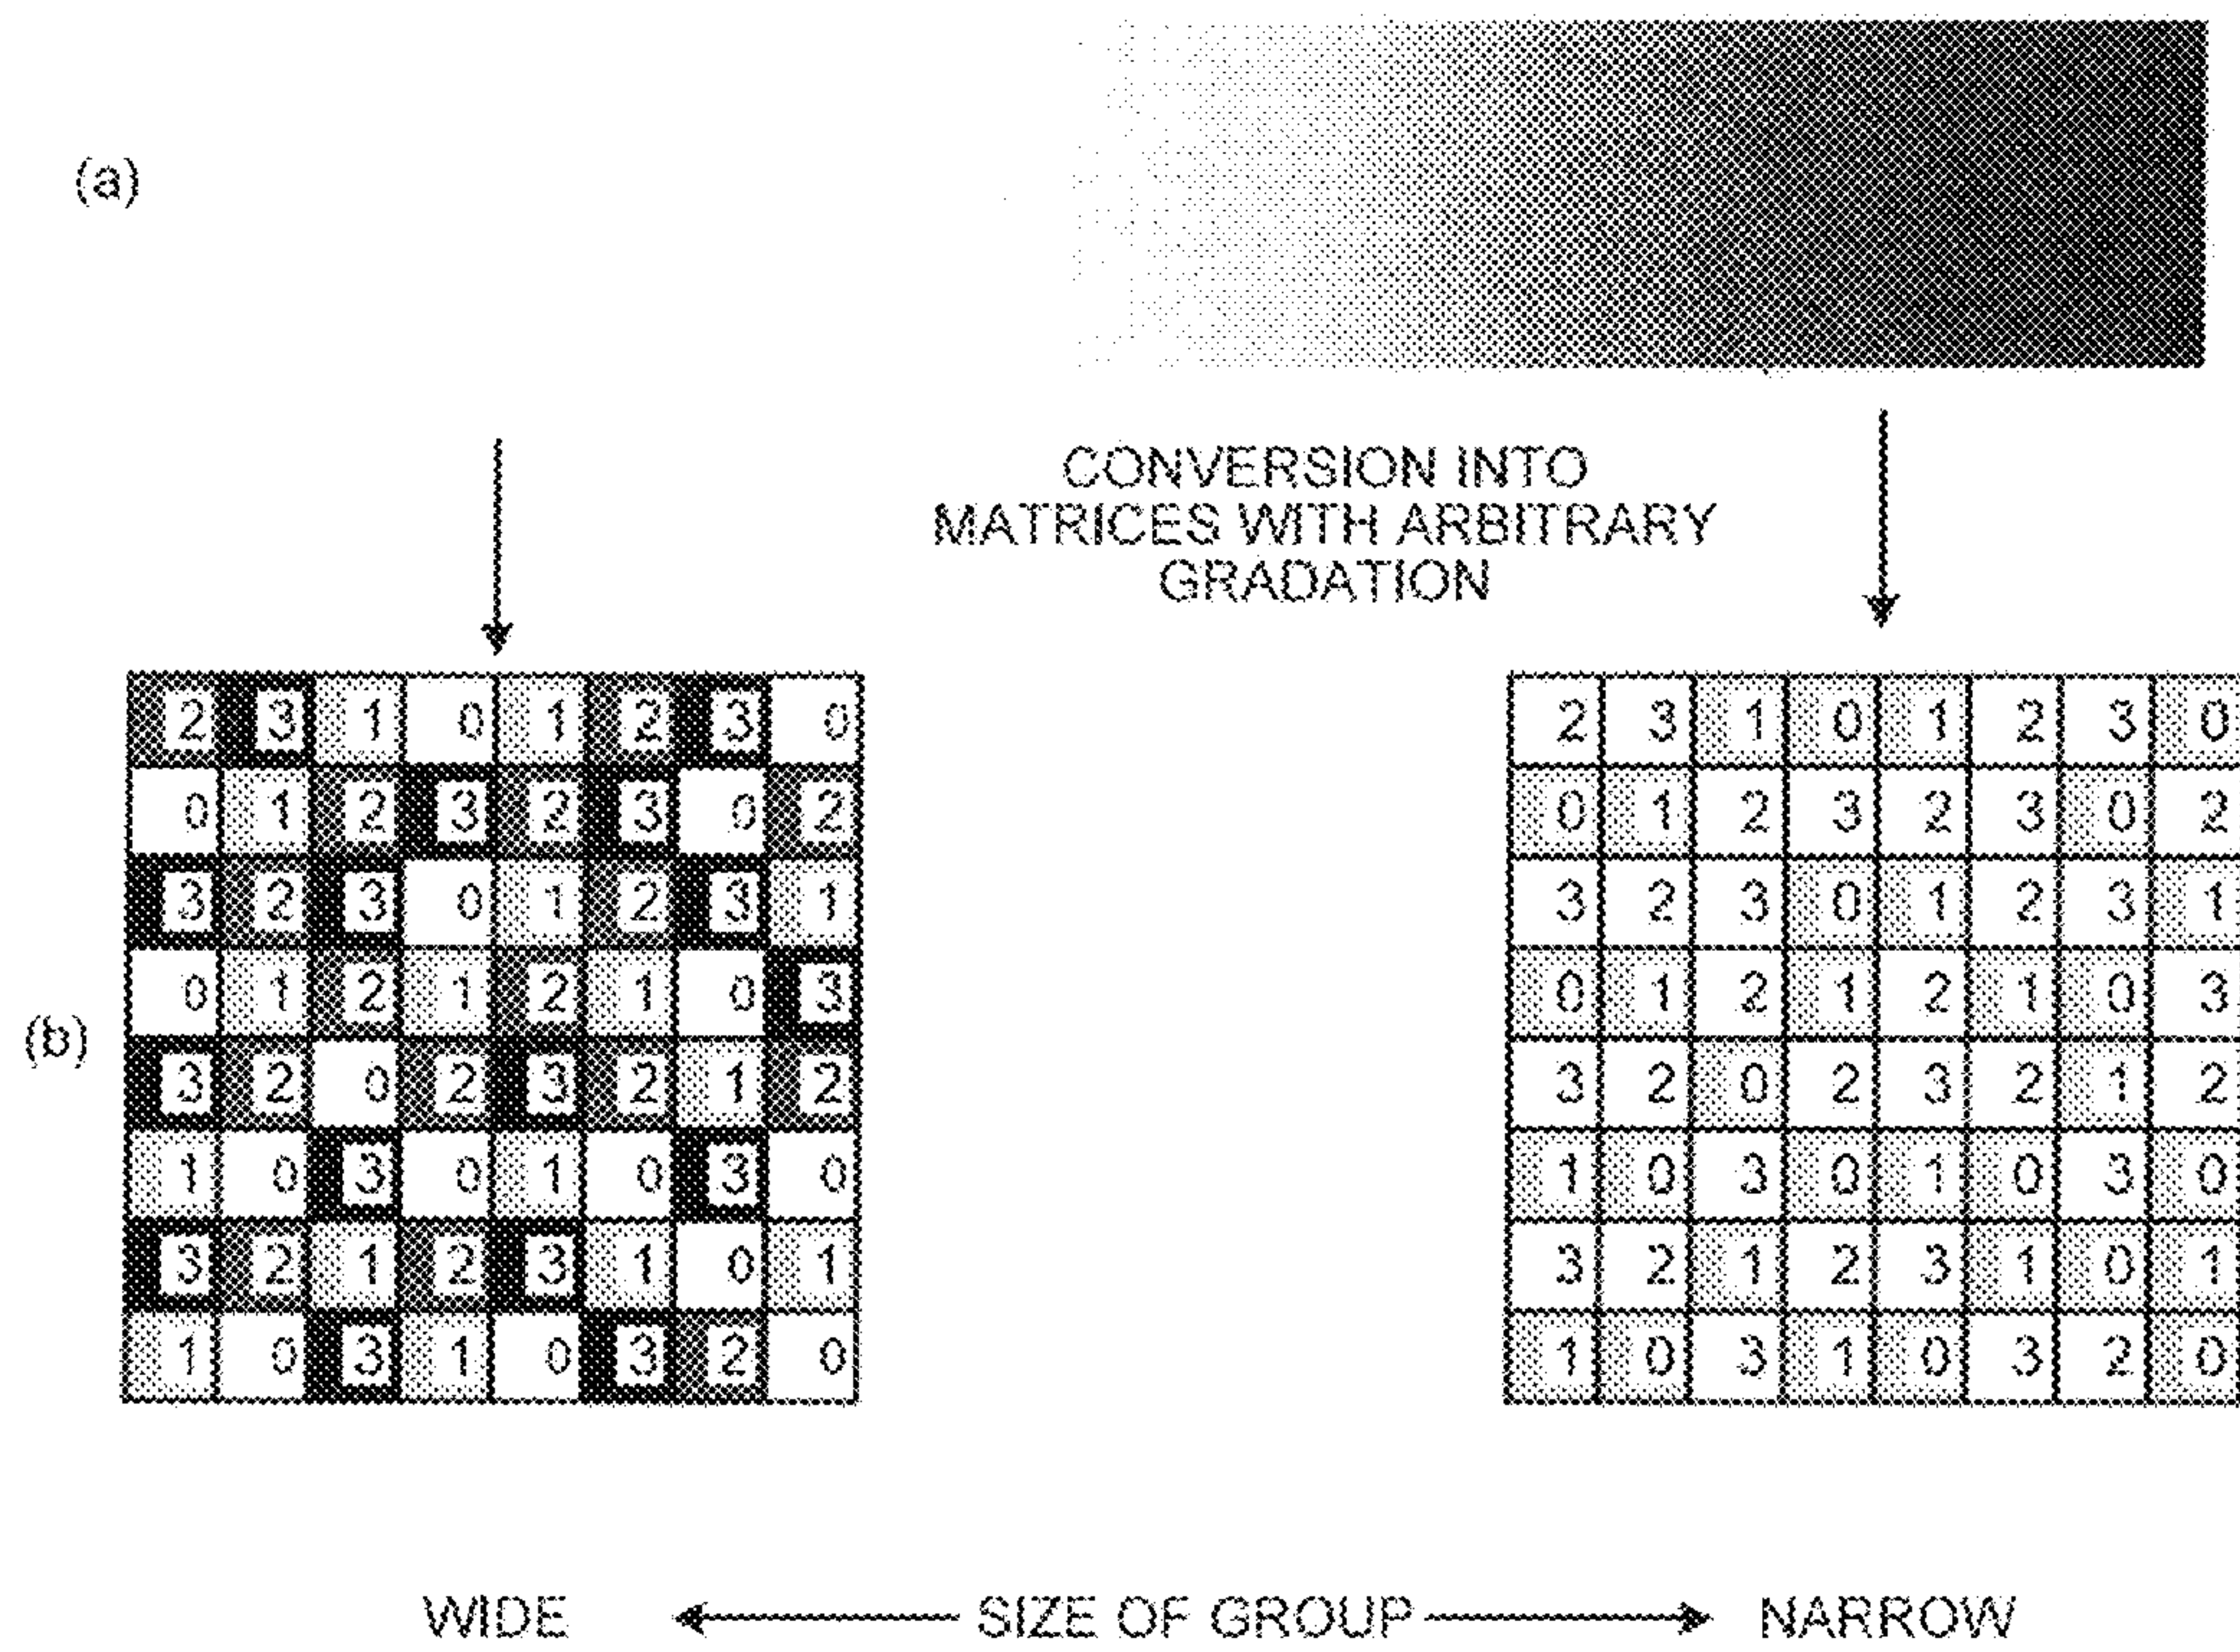 (a)
CONVERSION INTO
MATRICES WITH ARBITRARY
GRADATION
(b)
2 3 1 0 1 2 3 0
0 1 2 3 2 3 0 2
3 2 3 0 1 2 3 1
0 1 2 1 2 1 0 3
3 2 0 2 3 2 1 2
1 0 3 0 1 0 3 0
3 2 1 2 3 1 0 1
1 0 3 1 0 3 2 0
2 3 1 0 1 2 3 0
0 1 2 3 2 3 0 2
3 2 3 0 1 2 3 1
0 1 2 1 2 1 0 3
3 2 0 2 3 2 1 2
1 0 3 0 1 0 3 0
3 2 1 2 3 1 0 1
1 0 3 1 0 3 2 0
WIDE SIZE OF GROUP NARROW